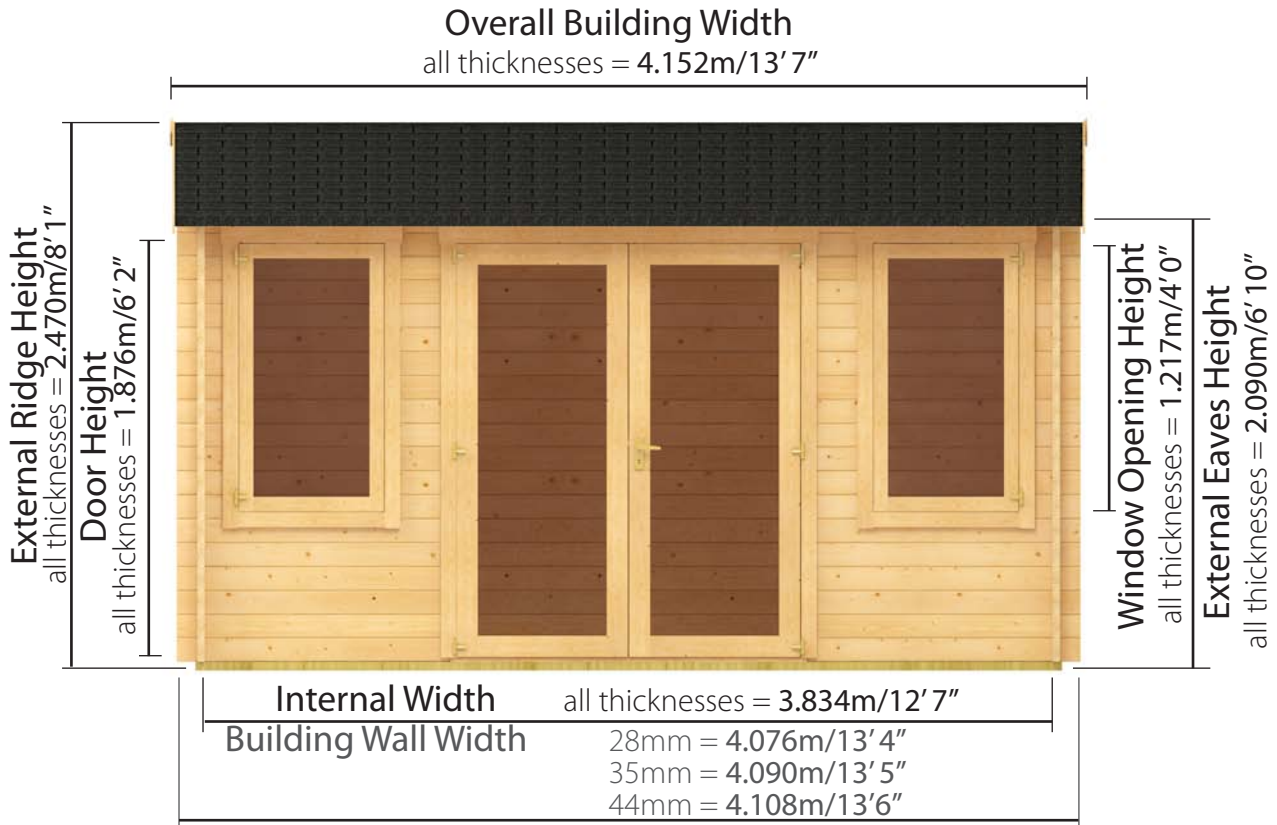 Overall Building Width
all thicknesses = 4.152m/13’ 7”
External Ridge Height
all thicknesses = 2.470m/8’ 1”
Door Height
all thicknesses = 1.876m/6’ 2”
Window Opening Height
all thicknesses = 1.217m/4’0”
External Eaves Height
all thicknesses = 2.090m/6’ 10”
Internal Width all thicknesses = 3.834m/12’ 7”
Building Wall Width 28mm = 4.076m/13’ 4”
35mm = 4.090m/13’ 5”
44mm = 4.108m/13’6”